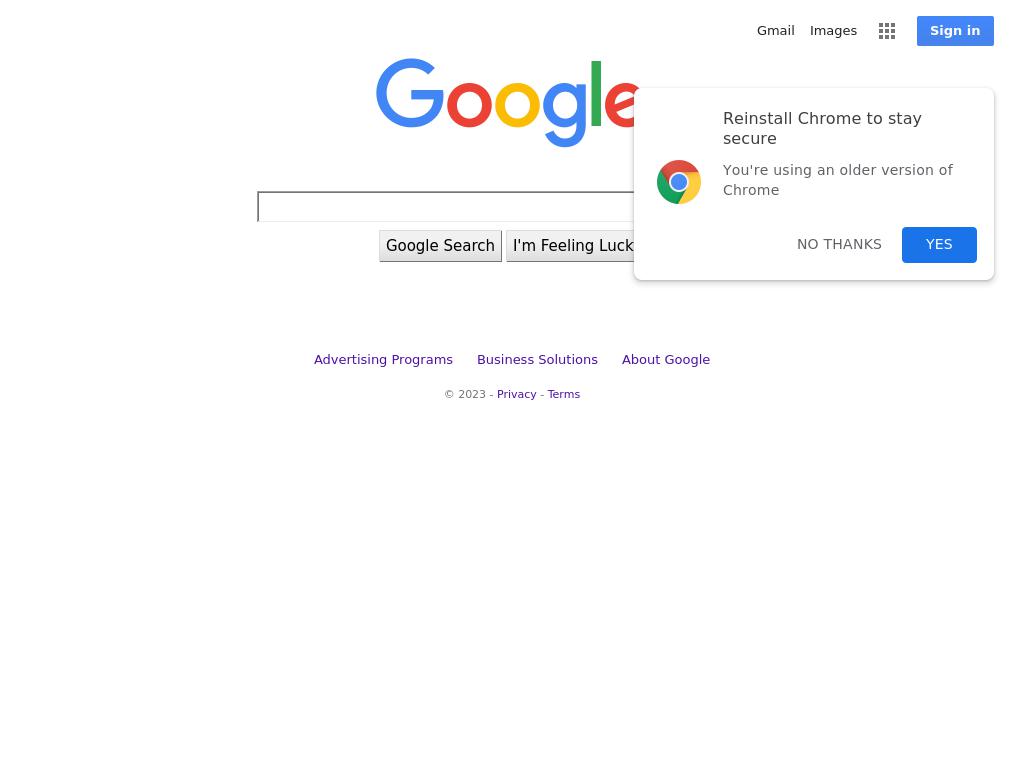 Gmail Images Sign in
Google
Reinstall Chrome to stay
secure
You're using an older version of
Chrome
NO THANKS YES
Google Search I'm Feeling Luck
Advertising Programs Business Solutions About Google
© 2023 - Privacy - Terms